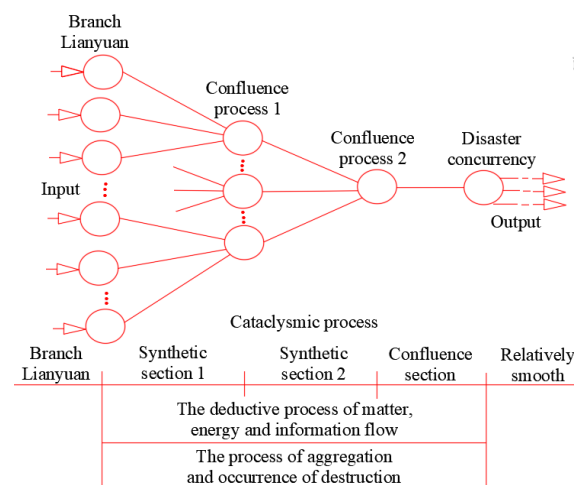 Branch
Lianyuan
Confluence
process 1
Confluence
process 2
Disaster
concurrency
Input
Output
Cataclysmic process
Branch
Lianyuan
Synthetic
section 1
Synthetic
section 2
Confluence
section
Relatively
smooth
The deductive process of matter,
energy and information flow
The process of aggregation
and occurrence of destruction